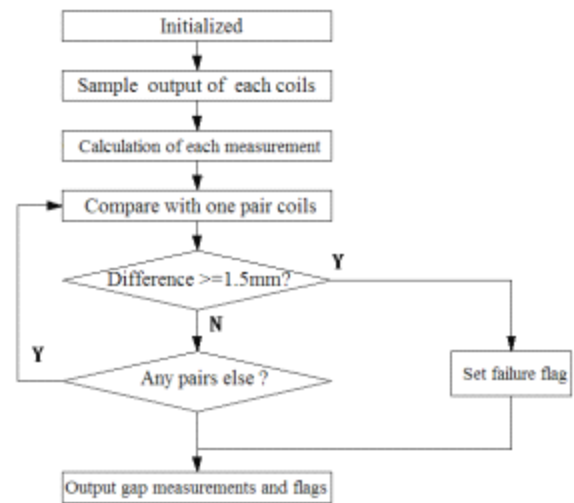 Initialized
Sample output of each coils
Calculation of each measurement
Compare with one pair coils
Difference >=1.5mm?
Y
N
Y
Any pairs else ?
Set failure flag
Output gap measurements and flags